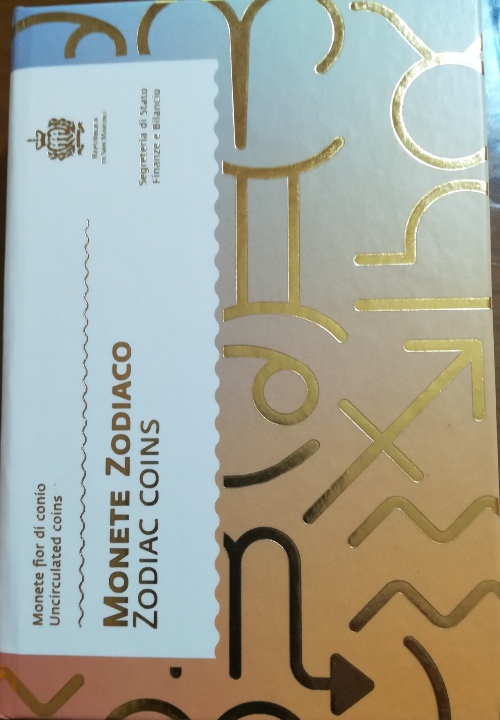 Repubblica
di San Marino
Segreteria di Stato
Finanze e Bilancio
Monete fior di conio
Uncirculated coins
MONETE ZODIACO
ZODIAC COINS